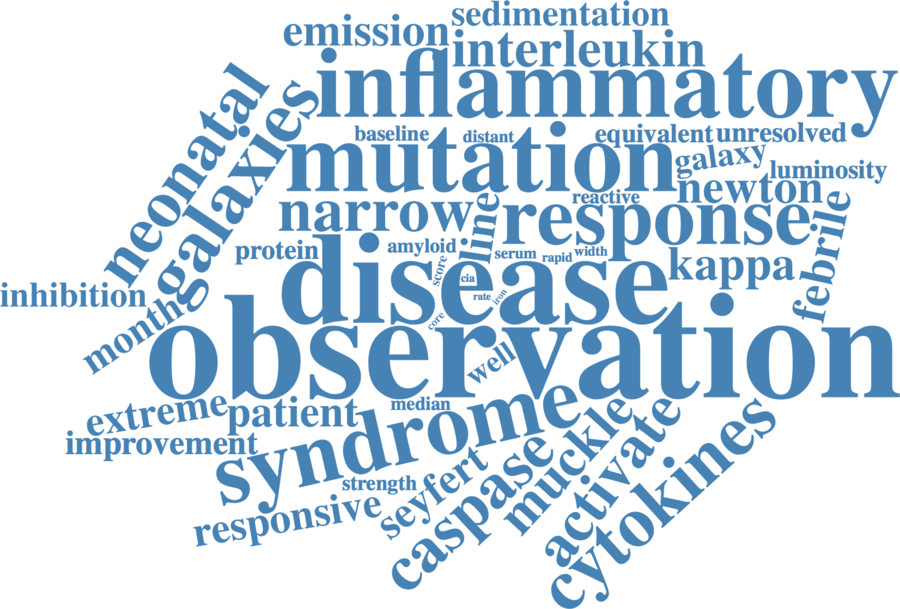 sedimentation
emission
interleukin
inflammatory
neonatal
galaxies
baseline
distant
equivalent
unresolved
mutation
galaxy
luminosity
newton
reactive
narrow
line
response
febrile
protein
amyloid
serum
rapid
width
score
disease
kappa
cia
rate
iron
core
inhibition
month
observation
well
extreme
patient
median
improvement
syndrome
muckle
activate
cytokines
caspase
seyfert
strength
responsive